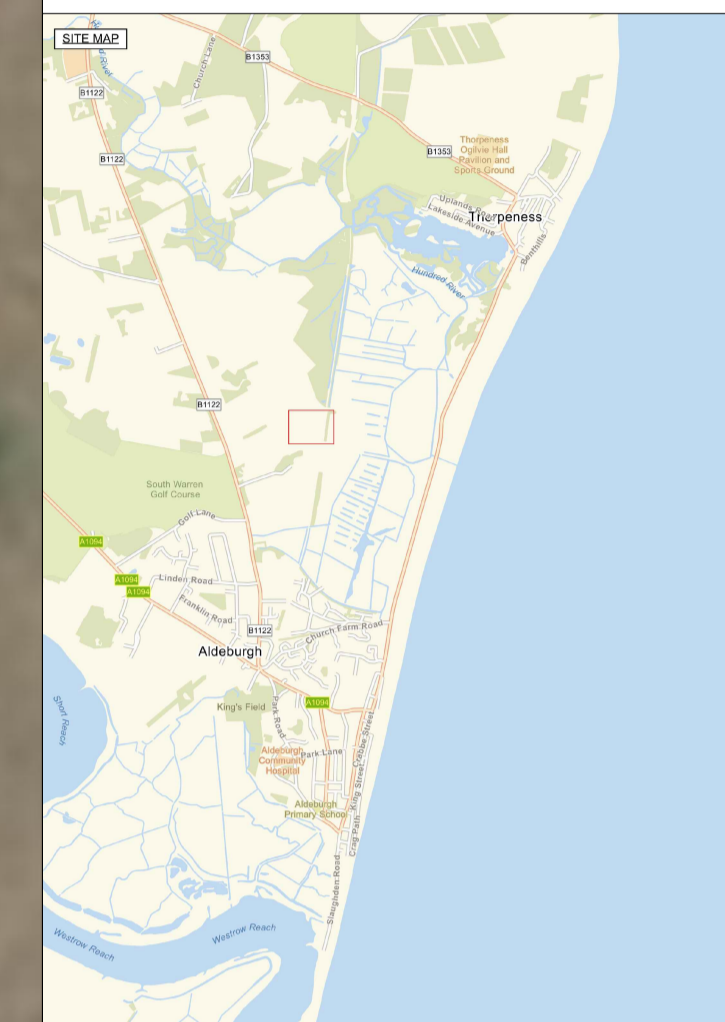 SITE MAP
River
Church Lane
B1353
B1122
B1122
B1353
Thorpeness
Ogilvie Hall
Pavilion and
Sports Ground
Uplands Road
Lakeside Avenue
Thorpeness
Benthills
Hundred River
B1122
South Warren
Golf Course
Golf Lane
A1094
A1094
A1094
Linden Road
Franklin Road
B1122
Church Farm Road
Aldeburgh
Short Reach
King's Field
Park Road
A1094
Aldeburgh
Community
Hospital
Park Lane
Crabbe Street
King Street
Crag Path
Aldeburgh
Primary School
Slaughden Road
Westrow Reach
Westrow Reach